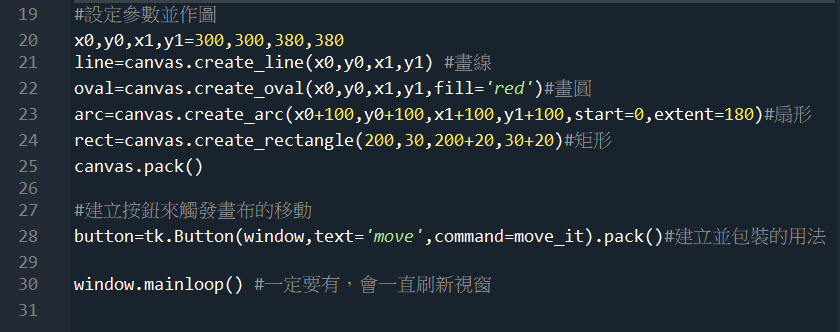 19 #設定參數並作圖
20 x0,y0,x1,y1=300,300,380,380
21 line=canvas.create_line(x0,y0,x1,y1) #畫線
22 oval=canvas.create_oval(x0,y0,x1,y1,fill='red')#畫圓
23 arc=canvas.create_arc(x0+100,y0+100,x1+100,y1+100,start=0,extent=180)#扇形
24 rect=canvas.create_rectangle(200,30,200+20,30+20)#矩形
25 canvas.pack()
26
27 #建立按鈕來觸發畫布的移動
28 button=tk.Button(window,text='move',command=move_it).pack()#建立並包裝的用法
29
30 window.mainloop() #一定要有，會一直刷新視窗
31